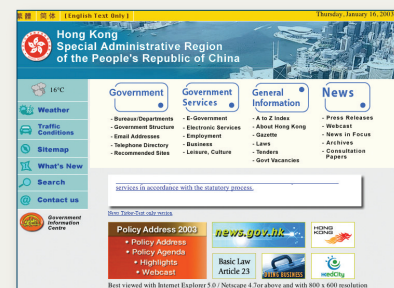 繁體 简体 [English Text Only] Thursday, January 16, 2003
Hong Kong
Special Administrative Region
of the People's Republic of China
16°C
Weather
Traffic
Conditions
Sitemap
What's New
Search
Contact us
Government
Information
Centre
Government
- Bureaux/Departments
- Government Structure
- Email Addresses
- Telephone Directory
- Recommended Sites
Government
Services
- E-Government
- Electronic Services
- Employment
- Business
- Leisure, Culture
General
Information
- A to Z Index
- About Hong Kong
- Gazette
- Laws
- Tenders
- Govt Vacancies
News
- Press Releases
- Webcast
- News in Focus
- Archives
- Consultation
Papers
services in accordance with the statutory process.
News Ticker-Text only version
Policy Address 2003
• Policy Address
• Policy Agenda
• Highlights
• Webcast
news.gov.hk
HONG
KONG
Basic Law
Article 23
DOING BUSINESS
Best viewed with Internet Explorer 5.0 / Netscape 4.7or above and with 800 x 600 resolution